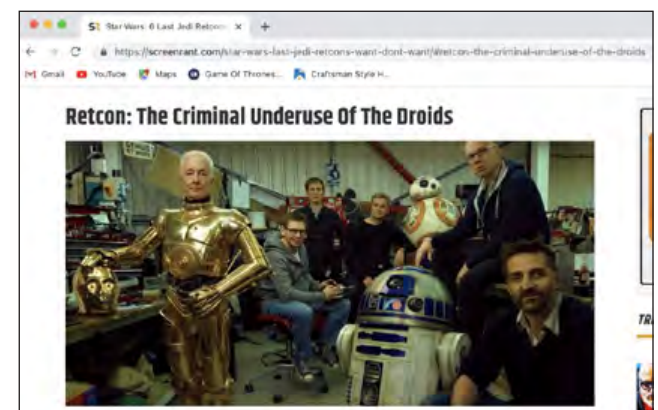 SR Star Wars: 6 Last Jedi Retcons
https://screenrant.com/star-wars-last-jedi-retcons-want-dont-want/#retcon-the-criminal-underuse-of-the-droids
Gmail YouTube Maps Game Of Thrones... Craftsman Style H...
Retcon: The Criminal Underuse Of The Droids